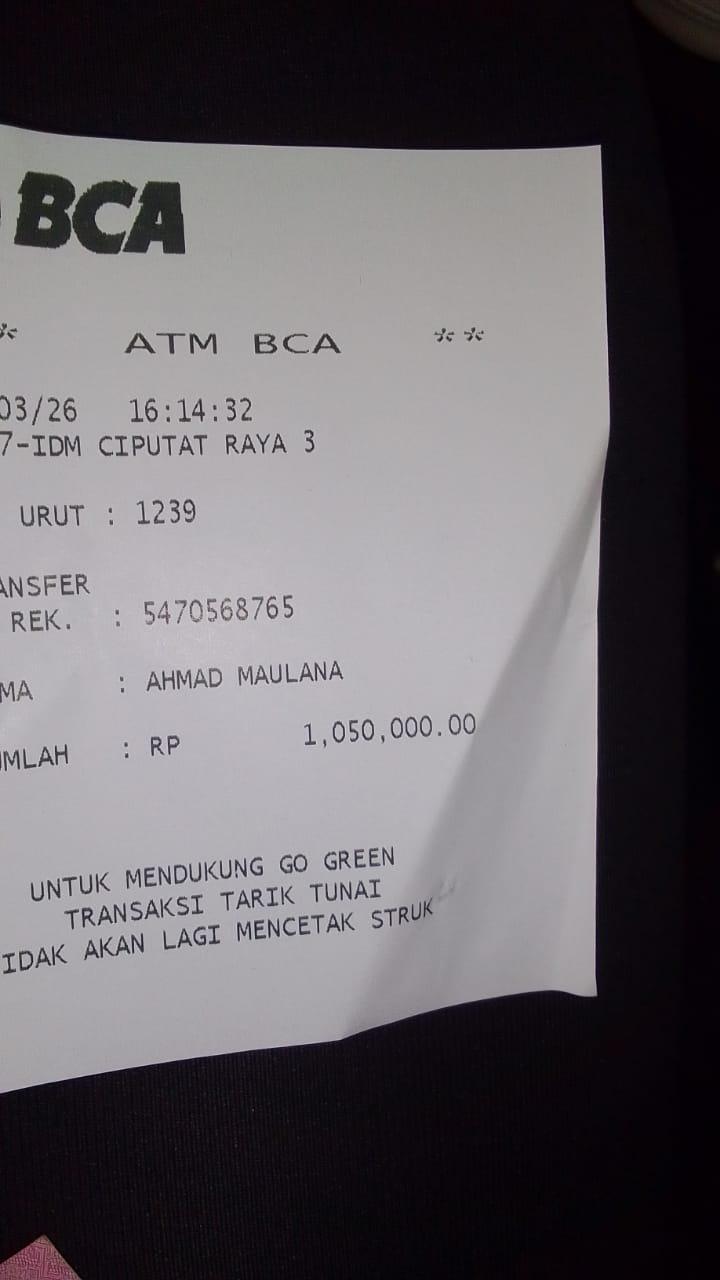 BCA
* ATM BCA **
03/26 16:14:32
7-IDM CIPUTAT RAYA 3
URUT : 1239
ANSFER
REK. : 5470568765
MA : AHMAD MAULANA
MLAH : RP 1,050,000.00
UNTUK MENDUKUNG GO GREEN
TRANSAKSI TARIK TUNAI
IDAK AKAN LAGI MENCETAK STRUK